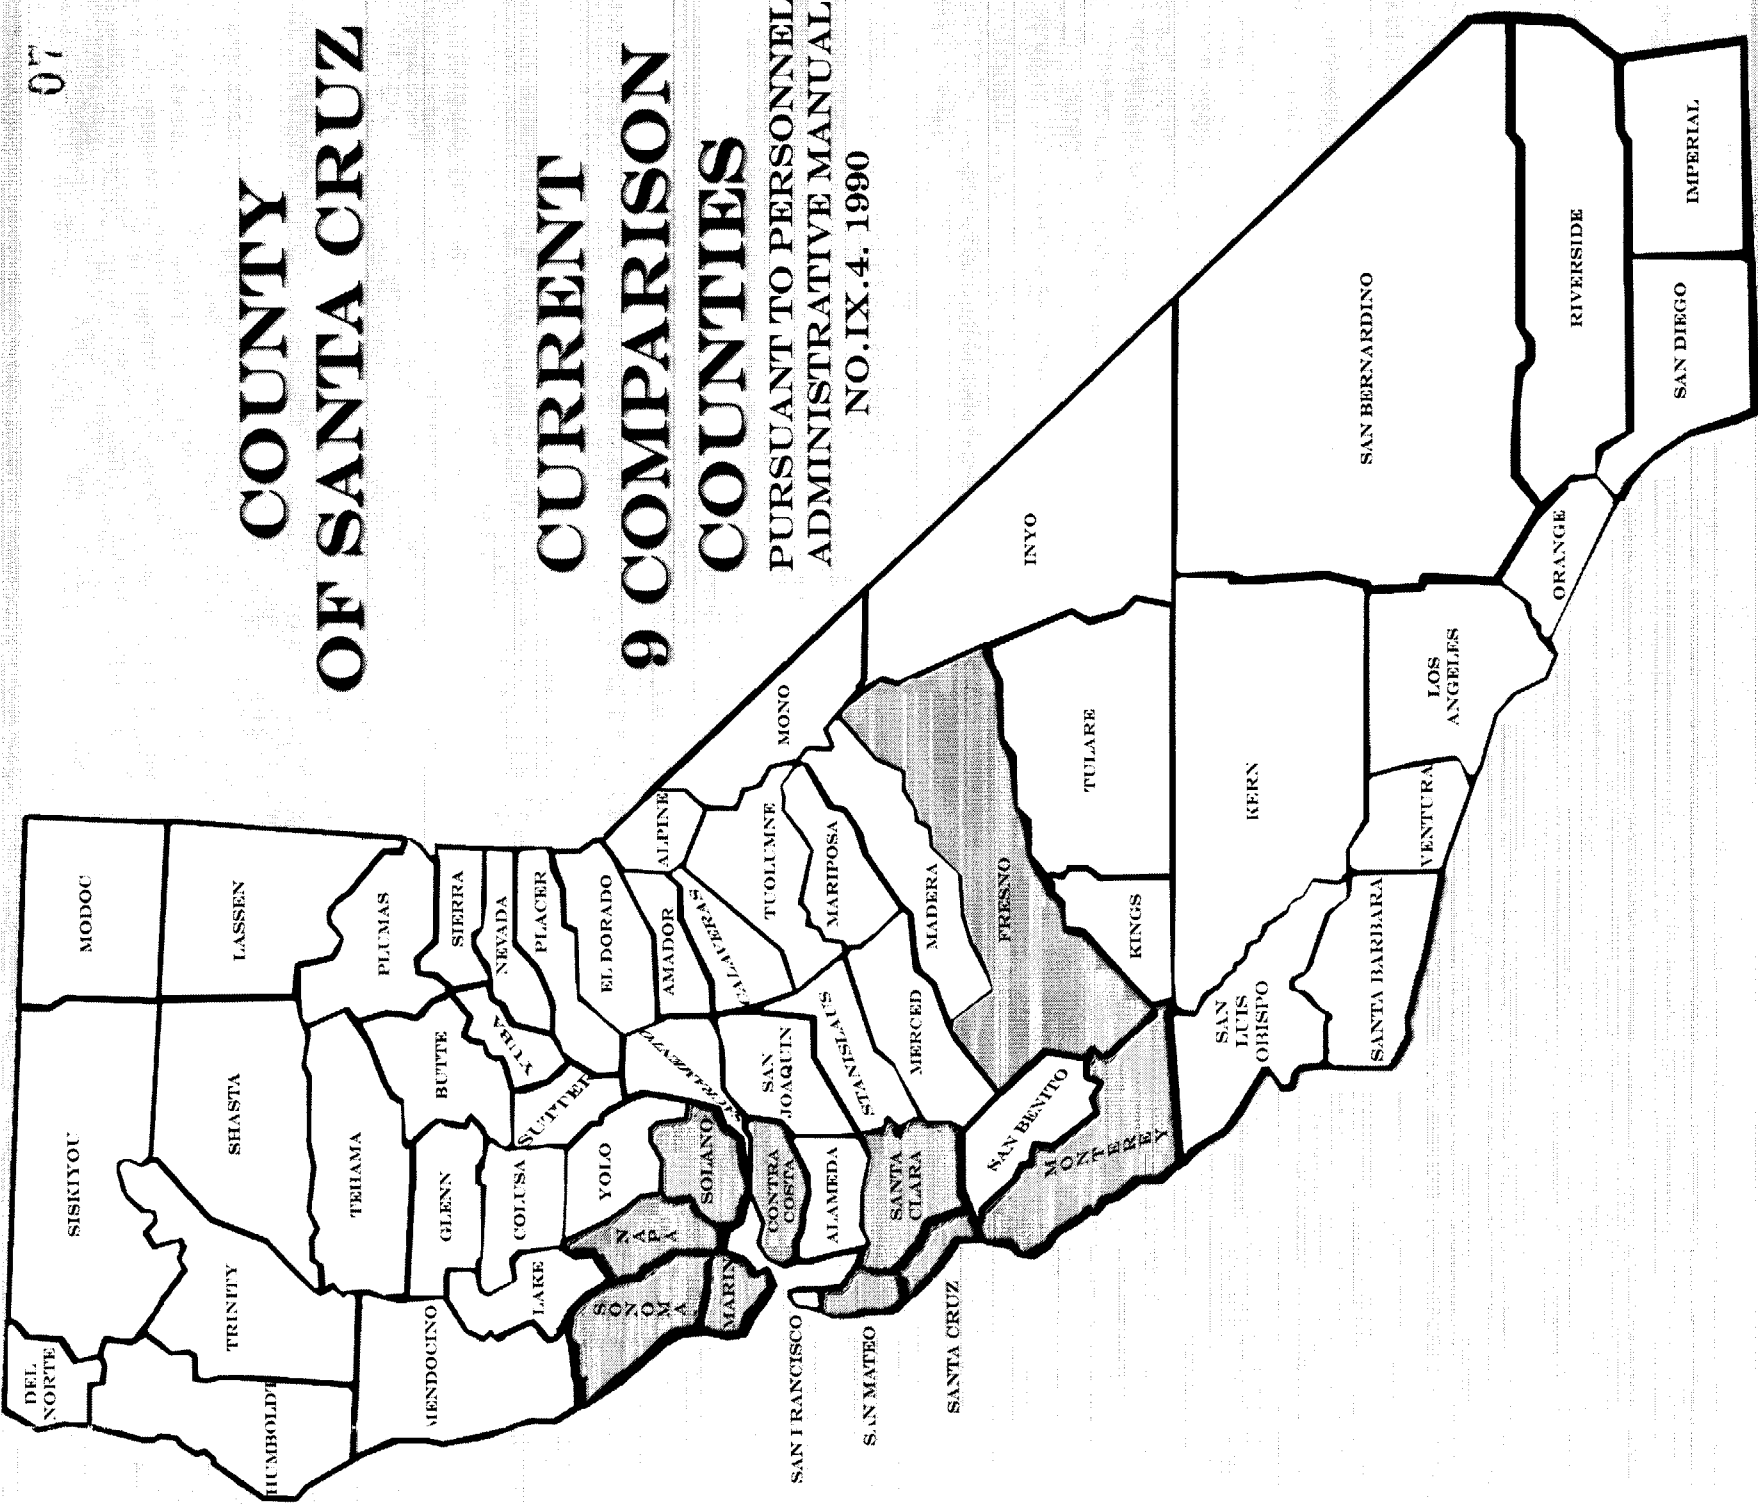 07
COUNTY
OF SANTA CRUZ
CURRENT
9 COMPARISON
COUNTIES
PURSUANT TO PERSONNEL
ADMINISTRATIVE MANUAL
NO.IX.4. 1990
DEL
NORTE
SISKIYOU
MODOC
HUMBOLDT
TRINITY
SHASTA
LASSEN
TEHAMA
PLUMAS
MENDOCINO
GLENN
BUTTE
SIERRA
LAKE
COLUSA
SUTTER
YUBA
NEVADA
PLACER
SONOMA
NAPA
YOLO
EL DORADO
MARIN
SOLANO
SACRAMENTO
AMADOR
ALPINE
CALAVERAS
CONTRA
COSTA
SAN
JOAQUIN
TUOLUMNE
MONO
SAN FRANCISCO
ALAMEDA
STANISLAUS
MARIPOSA
SAN MATEO
SANTA
CLARA
MERCED
MADERA
SANTA CRUZ
SAN BENITO
FRESNO
INYO
MONTEREY
KINGS
TULARE
SAN
LUIS
OBISPO
KERN
SAN BERNARDINO
SANTA BARBARA
VENTURA
LOS
ANGELES
ORANGE
RIVERSIDE
SAN DIEGO
IMPERIAL